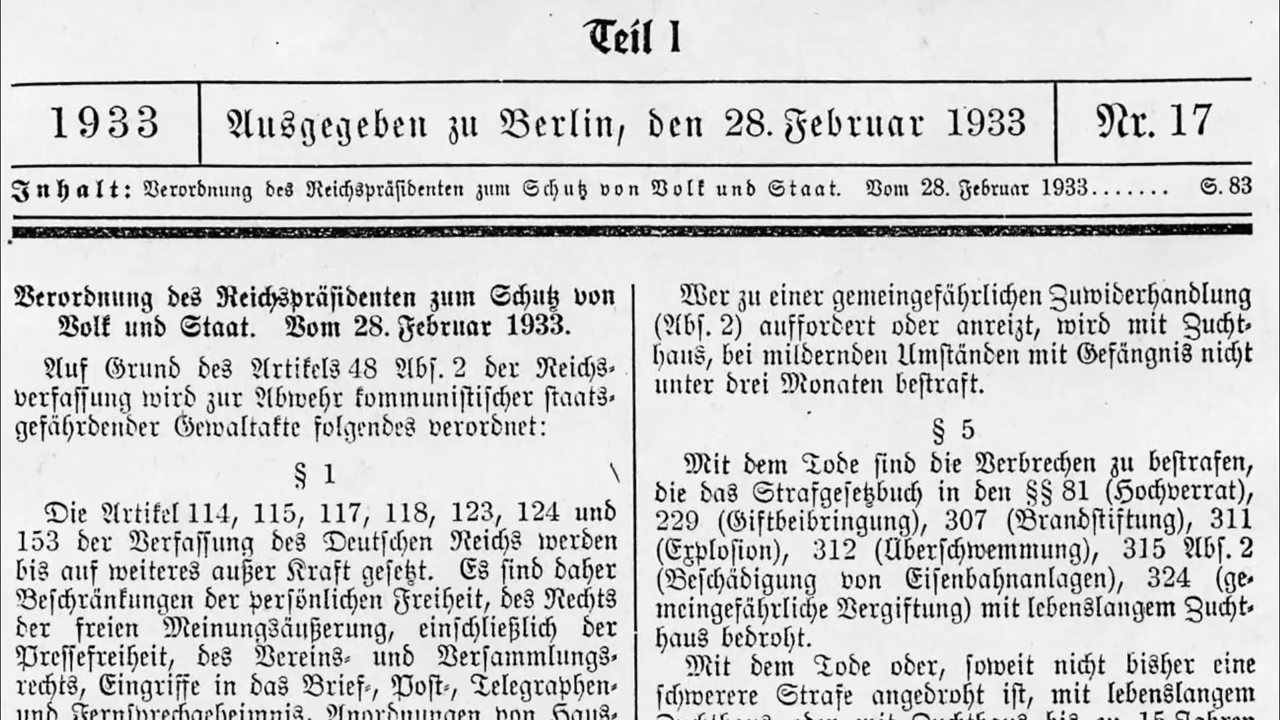 Teil I
1933
Ausgegeben zu Berlin, den 28. Februar 1933
Nr. 17
Inhalt: Verordnung des Reichspräsidenten zum Schutz von Volk und Staat. Vom 28. Februar 1933....... S. 83
Verordnung des Reichspräsidenten zum Schutz von
Volk und Staat. Vom 28. Februar 1933.
Auf Grund des Artikels 48 Abs. 2 der Reichs-
verfassung wird zur Abwehr kommunistischer staats-
gefährdender Gewaltakte folgendes verordnet:
§ 1
Die Artikel 114, 115, 117, 118, 123, 124 und
153 der Verfassung des Deutschen Reichs werden
bis auf weiteres außer Kraft gesetzt. Es sind daher
Beschränkungen der persönlichen Freiheit, des Rechts
der freien Meinungsäußerung, einschließlich der
Pressefreiheit, des Vereins- und Versammlungs-
rechts, Eingriffe in das Brief-, Post-, Telegraphen-
und Fernsprechgeheimnis, Anordnungen von Haus-
Wer zu einer gemeingefährlichen Zuwiderhandlung
(Abs. 2) auffordert oder anreizt, wird mit Zucht-
haus, bei mildernden Umständen mit Gefängnis nicht
unter drei Monaten bestraft.
§ 5
Mit dem Tode sind die Verbrechen zu bestrafen,
die das Strafgesetzbuch in den §§ 81 (Hochverrat),
229 (Giftbeibringung), 307 (Brandstiftung), 311
(Explosion), 312 (Überschwemmung), 315 Abs. 2
(Beschädigung von Eisenbahnanlagen), 324 (ge-
meingefährliche Vergiftung) mit lebenslangem Zucht-
haus bedroht.
Mit dem Tode oder, soweit nicht bisher eine
schwerere Strafe angedroht ist, mit lebenslangem
Zuchthaus oder mit Zuchthaus bis zu 15 Jahren